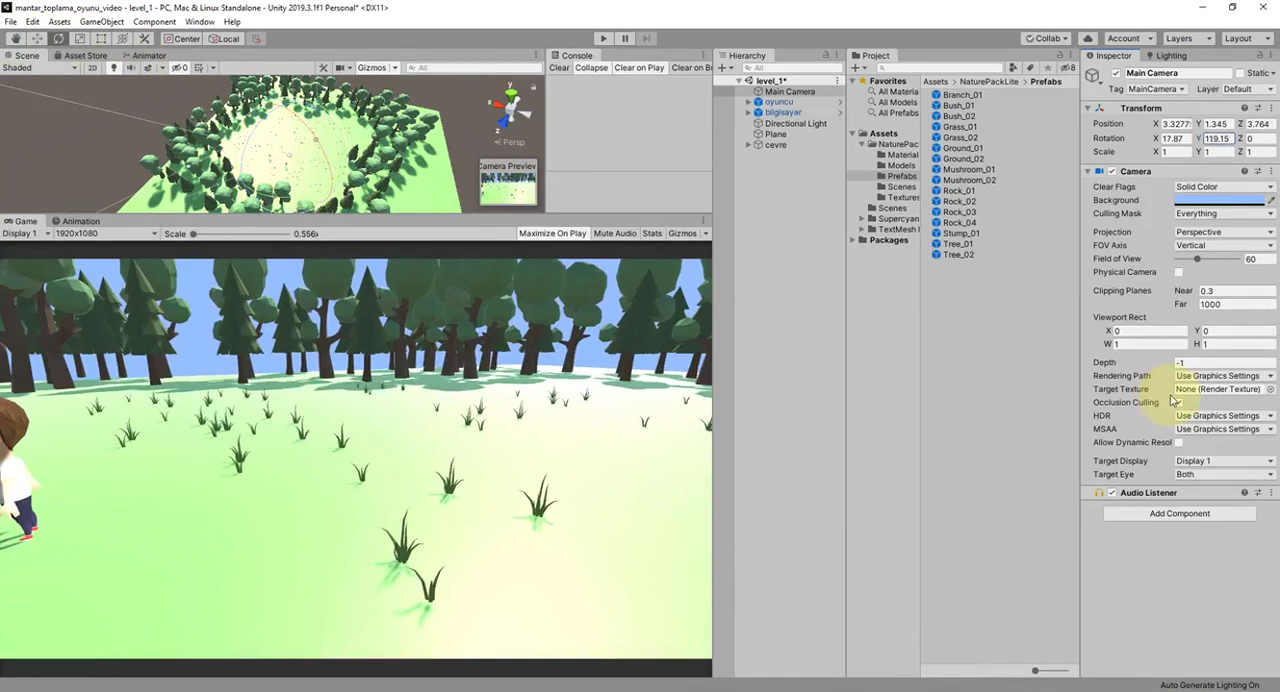 mantar_toplama_oyunu_video - level_1 - PC, Mac & Linux Standalone - Unity 2019.3.1f1 Personal* <DX11>
File Edit Assets GameObject Component Window Help
Center Local Collab Account Layers Layout
Scene Asset Store Animator
Shaded 2D 0 Gizmos All
Persp
Camera Preview
Console
Clear Collapse Clear on Play Clear on B
Game Animation
Display 1 1920x1080 Scale 0.556x Maximize On Play Mute Audio Stats Gizmos
Hierarchy
All
level_1*
Main Camera
oyuncu
bilgisayar
Directional Light
Plane
cevre
Project
8
Favorites
All Materia
All Models
All Prefabs
Assets
NaturePac
Material
Models
Prefabs
Scenes
Textures
Scenes
Supercyan
TextMesh
Packages
Assets > NaturePackLite > Prefabs
Branch_01
Bush_01
Bush_02
Grass_01
Grass_02
Ground_01
Ground_02
Mushroom_01
Mushroom_02
Rock_01
Rock_02
Rock_03
Rock_04
Stump_01
Tree_01
Tree_02
Inspector Lighting
Main Camera Static
Tag MainCamera Layer Default
Transform
Position X 3.3277 Y 1.345 Z 3.764
Rotation X 17.87 Y 119.15 Z 0
Scale X 1 Y 1 Z 1
Camera
Clear Flags Solid Color
Background
Culling Mask Everything
Projection Perspective
FOV Axis Vertical
Field of View 60
Physical Camera
Clipping Planes Near 0.3
Far 1000
Viewport Rect
X 0 Y 0
W 1 H 1
Depth -1
Rendering Path Use Graphics Settings
Target Texture None (Render Texture)
Occlusion Culling
HDR Use Graphics Settings
MSAA Use Graphics Settings
Allow Dynamic Resol
Target Display Display 1
Target Eye Both
Audio Listener
Add Component
Auto Generate Lighting On